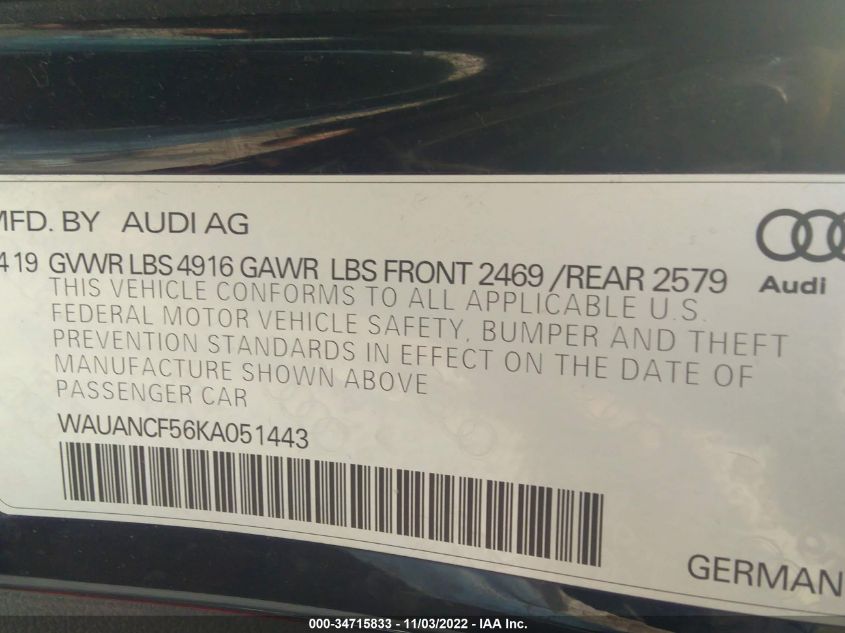 MFD. BY AUDI AG
419 GVWR LBS 4916 GAWR LBS FRONT 2469 /REAR 2579
Audi
THIS VEHICLE CONFORMS TO ALL APPLICABLE U.S.
FEDERAL MOTOR VEHICLE SAFETY, BUMPER AND THEFT
PREVENTION STANDARDS IN EFFECT ON THE DATE OF
MANUFACTURE SHOWN ABOVE
PASSENGER CAR
WAUANCF56KA051443
GERMAN
000-34715833 - 11/03/2022 - IAA Inc.